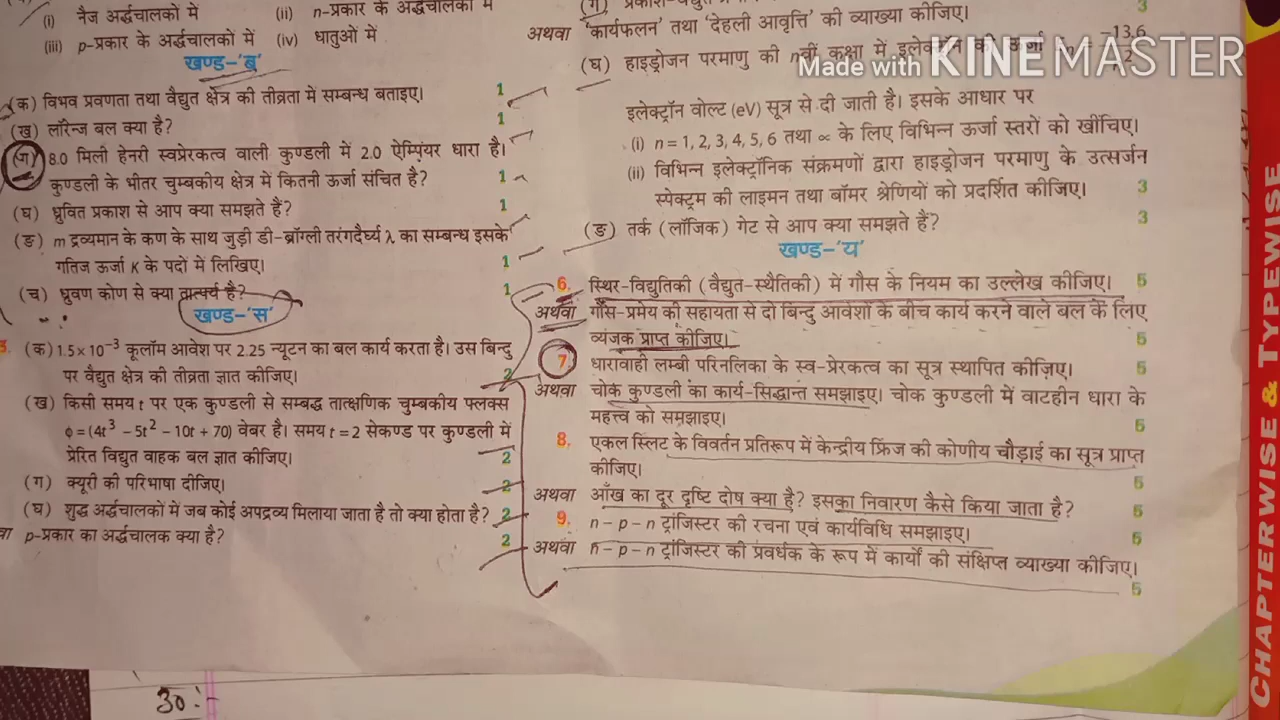 (i) नैज अर्द्धचालकों में (ii) n-प्रकार के अर्द्धचालकों में
(iii) p-प्रकार के अर्द्धचालकों में (iv) धातुओं में
खण्ड-'ब'
(क) विभव प्रवणता तथा वैद्युत क्षेत्र की तीव्रता में सम्बन्ध बताइए। 1
(ख) लॉरेन्ज बल क्या है? 1
(ग) 8.0 मिली हेनरी स्वप्रेरकत्व वाली कुण्डली में 2.0 ऐम्पियर धारा है।
कुण्डली के भीतर चुम्बकीय क्षेत्र में कितनी ऊर्जा संचित है? 1
(घ) ध्रुवित प्रकाश से आप क्या समझते हैं? 1
(ङ) m द्रव्यमान के कण के साथ जुड़ी डी-ब्रॉग्ली तरंगदैर्घ्य λ का सम्बन्ध इसके
गतिज ऊर्जा K के पदों में लिखिए। 1
(च) ध्रुवण कोण से क्या तात्पर्य है? 1
खण्ड-'स'
(क) 1.5×10⁻³ कूलॉम आवेश पर 2.25 न्यूटन का बल कार्य करता है। उस बिन्दु
पर वैद्युत क्षेत्र की तीव्रता ज्ञात कीजिए। 2
(ख) किसी समय t पर एक कुण्डली से सम्बद्ध तात्क्षणिक चुम्बकीय फ्लक्स
ϕ = (4t³ − 5t² − 10t + 70) वेबर है। समय t = 2 सेकण्ड पर कुण्डली में
प्रेरित विद्युत वाहक बल ज्ञात कीजिए। 2
(ग) क्यूरी की परिभाषा दीजिए। 2
(घ) शुद्ध अर्द्धचालकों में जब कोई अपद्रव्य मिलाया जाता है तो क्या होता है? 2
वा p-प्रकार का अर्द्धचालक क्या है? 2
30:-
(ग) 3
अथवा 'कार्यफलन' तथा 'देहली आवृत्ति' की व्याख्या कीजिए।
(घ) हाइड्रोजन परमाणु की nवीं कक्षा में इलेक्ट्रॉन की ऊर्जा −13.6
Made with KINEMASTER
इलेक्ट्रॉन वोल्ट (eV) सूत्र से दी जाती है। इसके आधार पर
(i) n = 1, 2, 3, 4, 5, 6 तथा ∝ के लिए विभिन्न ऊर्जा स्तरों को खींचिए।
(ii) विभिन्न इलेक्ट्रॉनिक संक्रमणों द्वारा हाइड्रोजन परमाणु के उत्सर्जन
स्पेक्ट्रम की लाइमन तथा बॉमर श्रेणियों को प्रदर्शित कीजिए। 3
(ङ) तर्क (लॉजिक) गेट से आप क्या समझते हैं? 3
खण्ड-'य'
6. स्थिर-विद्युतिकी (वैद्युत-स्थैतिकी) में गौस के नियम का उल्लेख कीजिए। 5
अथवा गौस-प्रमेय की सहायता से दो बिन्दु आवेशों के बीच कार्य करने वाले बल के लिए
व्यंजक प्राप्त कीजिए। 5
7. धारावाही लम्बी परिनलिका के स्व-प्रेरकत्व का सूत्र स्थापित कीजिए। 5
अथवा चोक कुण्डली का कार्य-सिद्धान्त समझाइए। चोक कुण्डली में वाटहीन धारा के
महत्त्व को समझाइए। 5
8. एकल स्लिट के विवर्तन प्रतिरूप में केन्द्रीय फ्रिंज की कोणीय चौड़ाई का सूत्र प्राप्त
कीजिए। 5
अथवा आँख का दूर दृष्टि दोष क्या है? इसका निवारण कैसे किया जाता है? 5
9. n - p - n ट्रांजिस्टर की रचना एवं कार्यविधि समझाइए। 5
अथवा n - p - n ट्रांजिस्टर की प्रवर्धक के रूप में कार्यों की संक्षिप्त व्याख्या कीजिए।
5
CHAPTERWISE & TYPEWISE